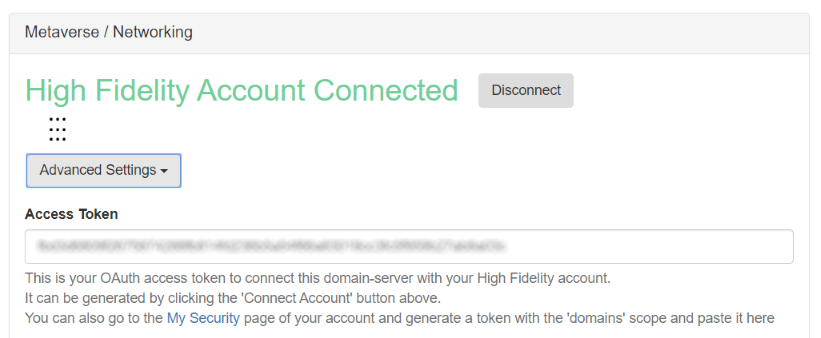 Metaverse / Networking
High Fidelity Account Connected Disconnect
Advanced Settings
Access Token
This is your OAuth access token to connect this domain-server with your High Fidelity account.
It can be generated by clicking the 'Connect Account' button above.
You can also go to the My Security page of your account and generate a token with the 'domains' scope and paste it here